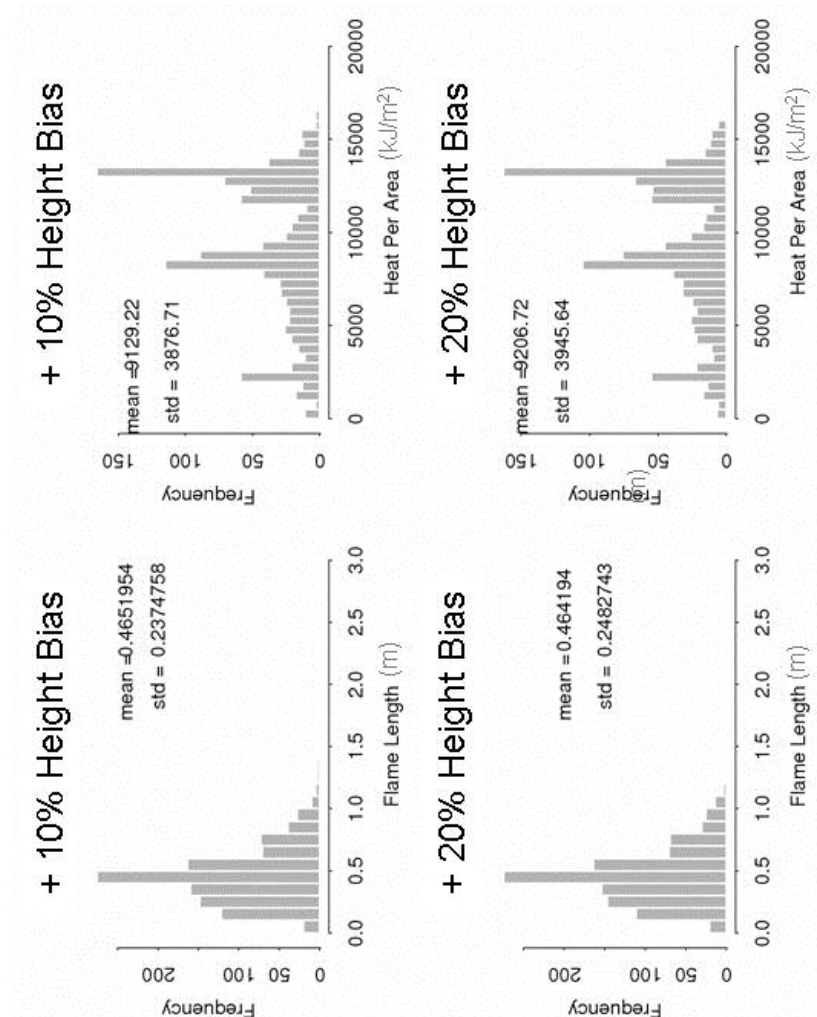 + 10% Height Bias
mean =0.4651954
std = 0.2374758
Frequency
0 50 100 150 200
0.0 0.5 1.0 1.5 2.0 2.5 3.0
Flame Length (m)
+ 10% Height Bias
mean =9129.22
std = 3876.71
Frequency
0 50 100 150
0 5000 10000 15000 20000
Heat Per Area (kJ/m²)
+ 20% Height Bias
mean =0.464194
std = 0.2482743
Frequency
0 50 100 200
0.0 0.5 1.0 1.5 2.0 2.5 3.0
Flame Length (m)
+ 20% Height Bias
mean =9206.72
std = 3945.64
Frequency
(m)
0 50 100 150
0 5000 10000 15000 20000
Heat Per Area (kJ/m²)